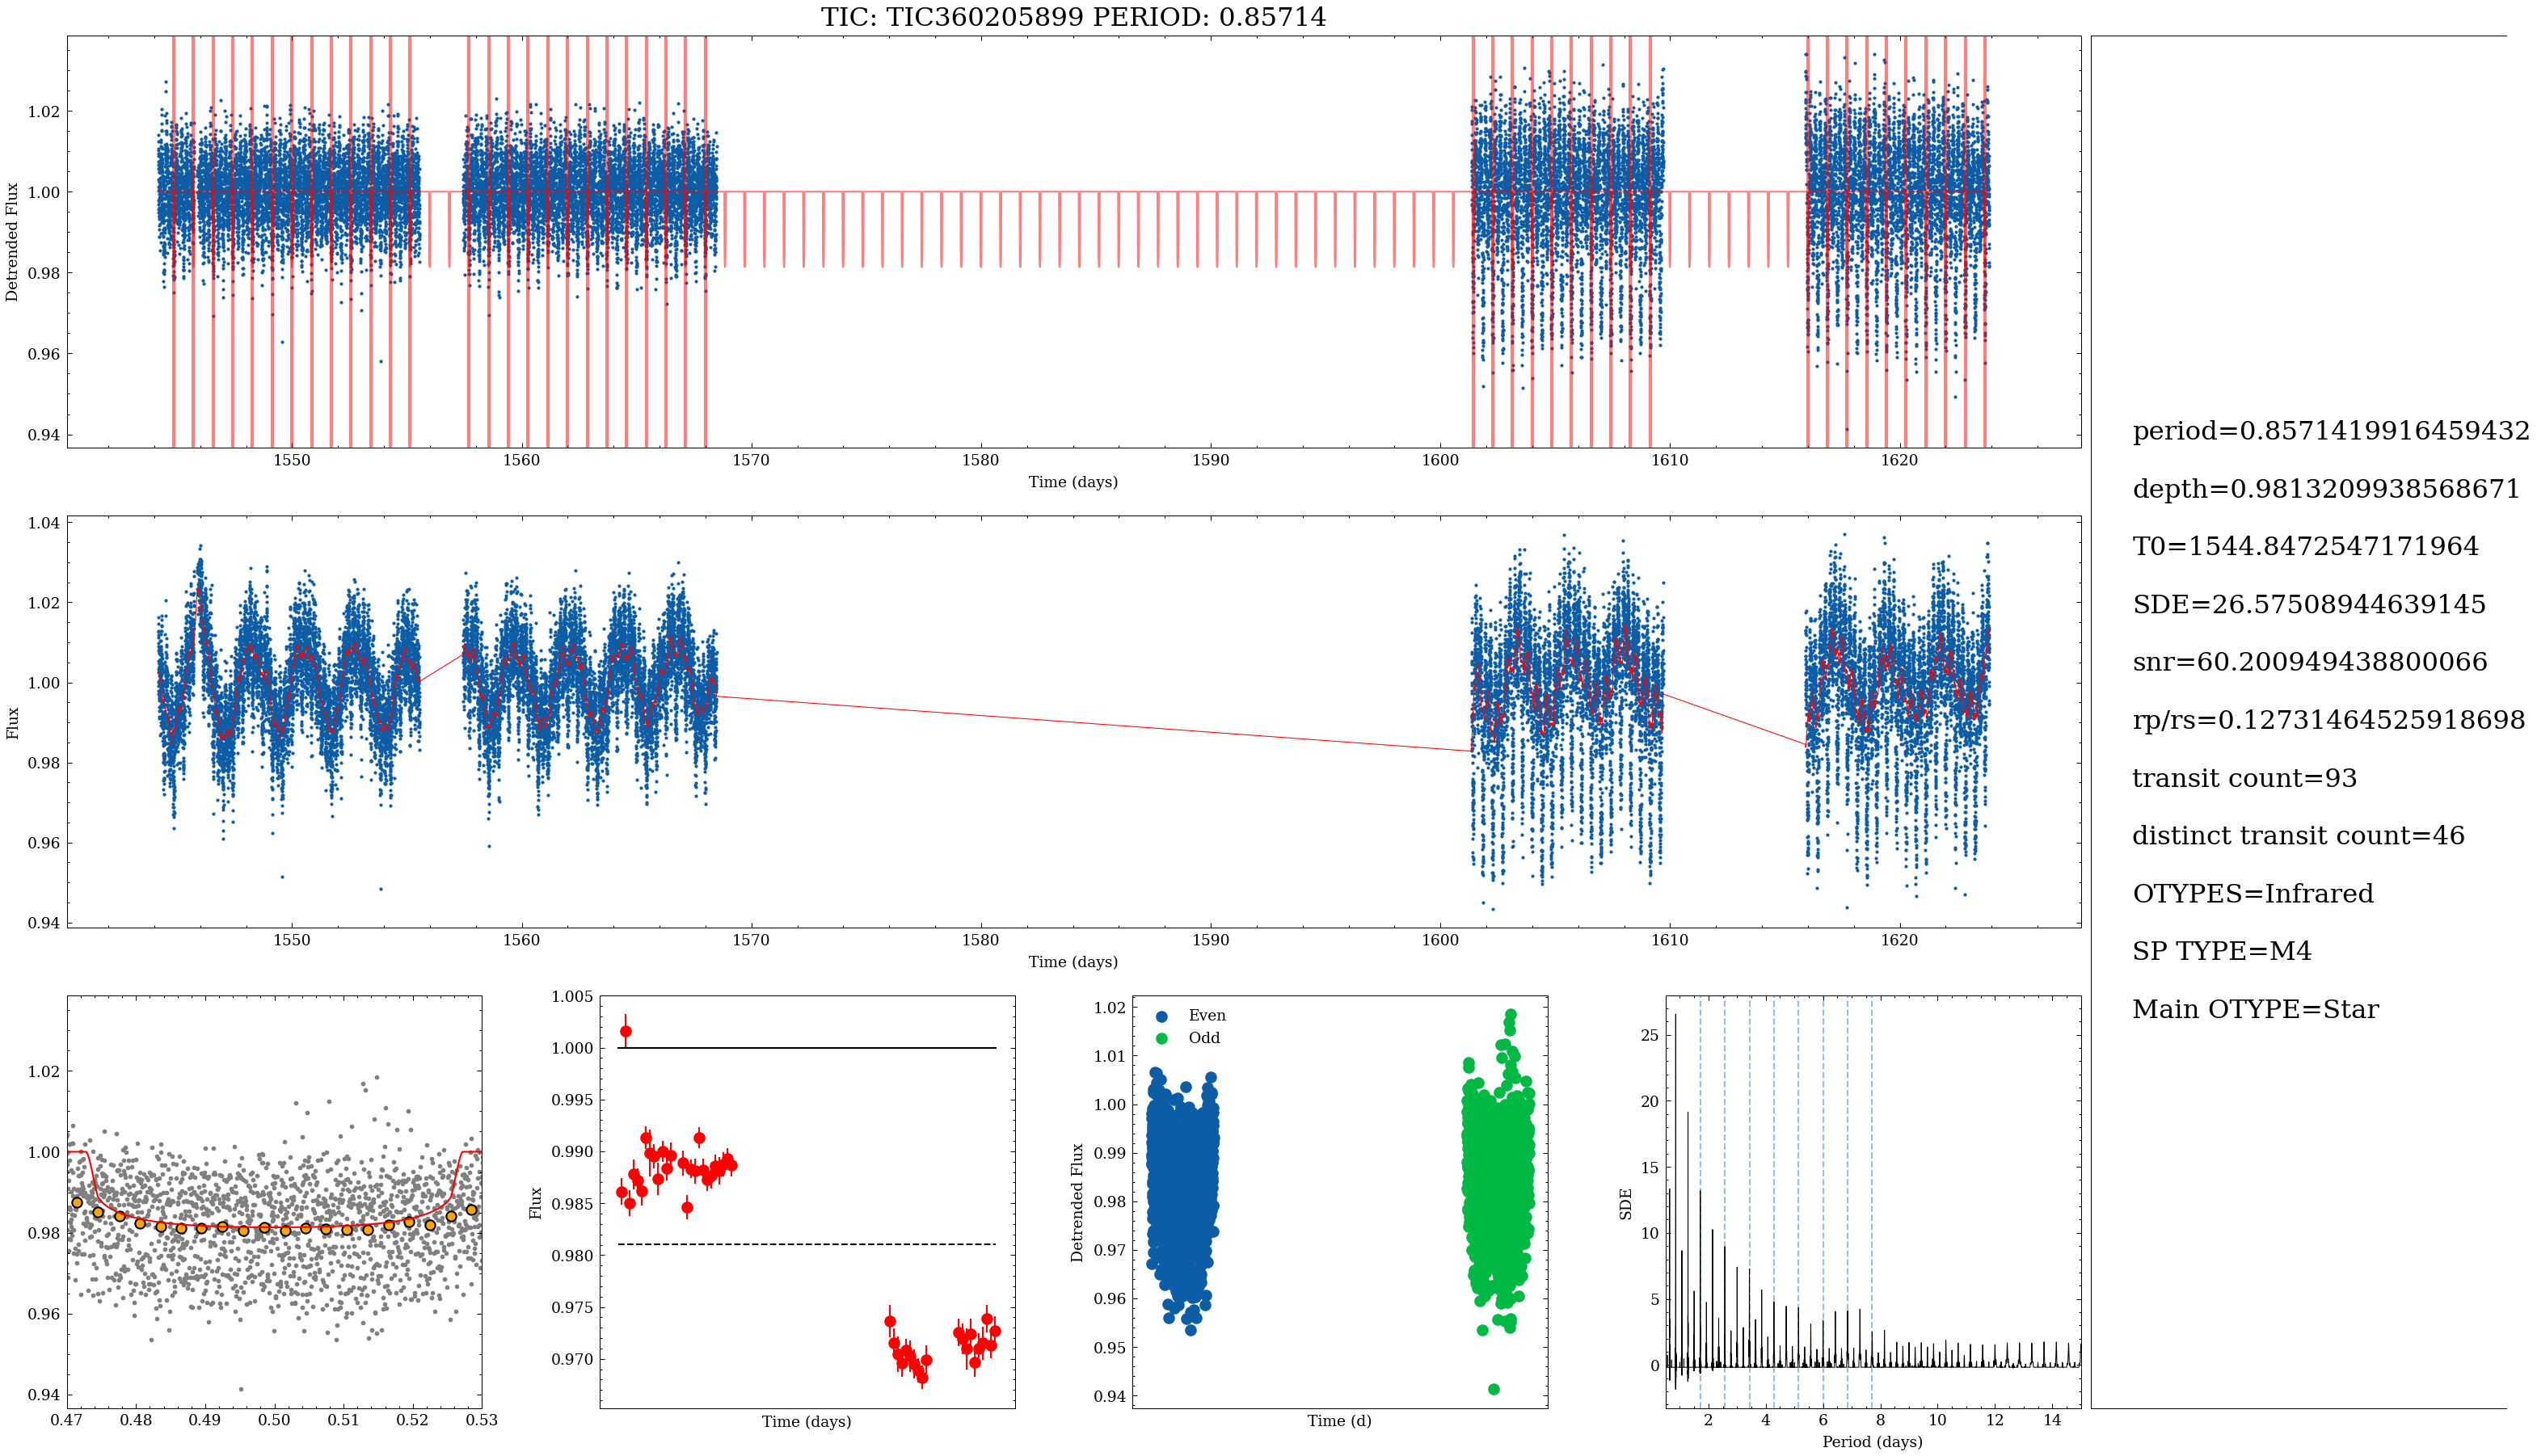 TIC: TIC360205899 PERIOD: 0.85714
Detrended Flux
1.02
1.00
0.98
0.96
0.94
1550
1560
1570
1580
1590
1600
1610
1620
Time (days)
Flux
1.04
1.02
1.00
0.98
0.96
0.94
1550
1560
1570
1580
1590
1600
1610
1620
Time (days)
1.02
1.00
0.98
0.96
0.94
0.47
0.48
0.49
0.50
0.51
0.52
0.53
Flux
1.005
1.000
0.995
0.990
0.985
0.980
0.975
0.970
Time (days)
Detrended Flux
1.02
1.01
1.00
0.99
0.98
0.97
0.96
0.95
0.94
Even
Odd
Time (d)
SDE
25
20
15
10
5
0
2
4
6
8
10
12
14
Period (days)
period=0.8571419916459432
depth=0.9813209938568671
T0=1544.8472547171964
SDE=26.57508944639145
snr=60.200949438800066
rp/rs=0.12731464525918698
transit count=93
distinct transit count=46
OTYPES=Infrared
SP TYPE=M4
Main OTYPE=Star